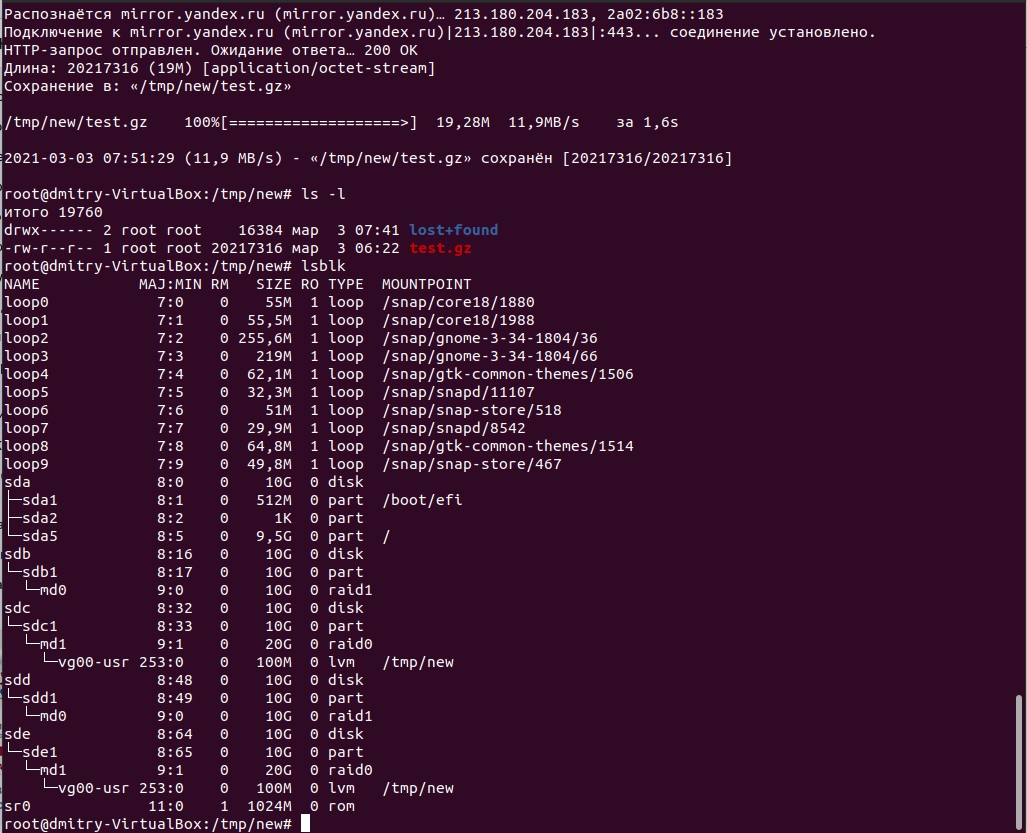 Распознаётся mirror.yandex.ru (mirror.yandex.ru)… 213.180.204.183, 2a02:6b8::183
Подключение к mirror.yandex.ru (mirror.yandex.ru)|213.180.204.183|:443... соединение установлено.
HTTP-запрос отправлен. Ожидание ответа… 200 OK
Длина: 20217316 (19M) [application/octet-stream]
Сохранение в: «/tmp/new/test.gz»
/tmp/new/test.gz    100%[===================>]  19,28M  11,9MB/s    за 1,6s
2021-03-03 07:51:29 (11,9 MB/s) - «/tmp/new/test.gz» сохранён [20217316/20217316]
root@dmitry-VirtualBox:/tmp/new# ls -l
итого 19760
drwx------ 2 root root    16384 мар  3 07:41 lost+found
-rw-r--r-- 1 root root 20217316 мар  3 06:22 test.gz
root@dmitry-VirtualBox:/tmp/new# lsblk
NAME           MAJ:MIN RM   SIZE RO TYPE  MOUNTPOINT
loop0            7:0    0    55M  1 loop  /snap/core18/1880
loop1            7:1    0  55,5M  1 loop  /snap/core18/1988
loop2            7:2    0 255,6M  1 loop  /snap/gnome-3-34-1804/36
loop3            7:3    0   219M  1 loop  /snap/gnome-3-34-1804/66
loop4            7:4    0  62,1M  1 loop  /snap/gtk-common-themes/1506
loop5            7:5    0  32,3M  1 loop  /snap/snapd/11107
loop6            7:6    0    51M  1 loop  /snap/snap-store/518
loop7            7:7    0  29,9M  1 loop  /snap/snapd/8542
loop8            7:8    0  64,8M  1 loop  /snap/gtk-common-themes/1514
loop9            7:9    0  49,8M  1 loop  /snap/snap-store/467
sda              8:0    0    10G  0 disk
├─sda1           8:1    0   512M  0 part  /boot/efi
├─sda2           8:2    0     1K  0 part
└─sda5           8:5    0   9,5G  0 part  /
sdb              8:16   0    10G  0 disk
└─sdb1           8:17   0    10G  0 part
  └─md0          9:0    0    10G  0 raid1
sdc              8:32   0    10G  0 disk
└─sdc1           8:33   0    10G  0 part
  └─md1          9:1    0    20G  0 raid0
    └─vg00-usr 253:0    0   100M  0 lvm   /tmp/new
sdd              8:48   0    10G  0 disk
└─sdd1           8:49   0    10G  0 part
  └─md0          9:0    0    10G  0 raid1
sde              8:64   0    10G  0 disk
└─sde1           8:65   0    10G  0 part
  └─md1          9:1    0    20G  0 raid0
    └─vg00-usr 253:0    0   100M  0 lvm   /tmp/new
sr0             11:0    1  1024M  0 rom
root@dmitry-VirtualBox:/tmp/new#